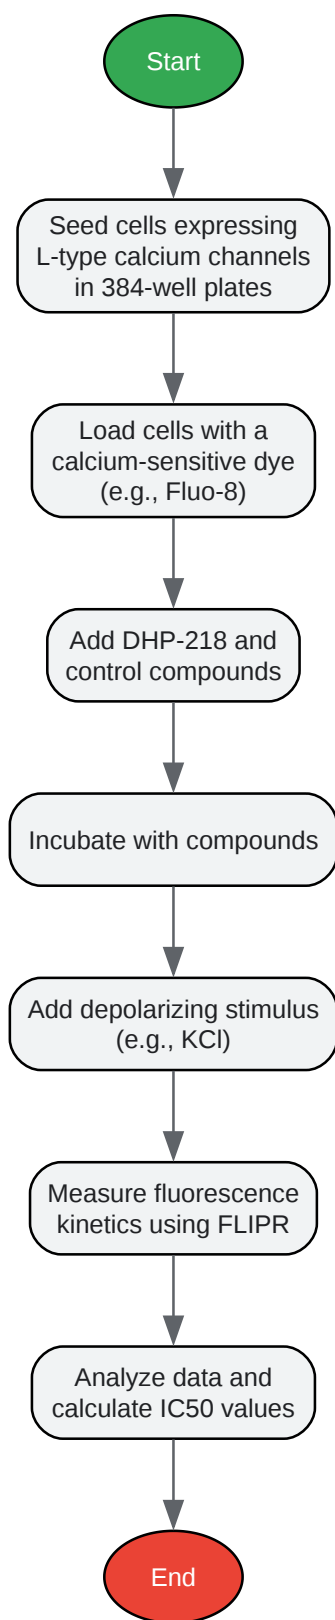 Start
Seed cells expressing
L-type calcium channels
in 384-well plates
Load cells with a
calcium-sensitive dye
(e.g., Fluo-8)
Add DHP-218 and
control compounds
Incubate with compounds
Add depolarizing stimulus
(e.g., KCl)
Measure fluorescence
kinetics using FLIPR
Analyze data and
calculate IC50 values
End